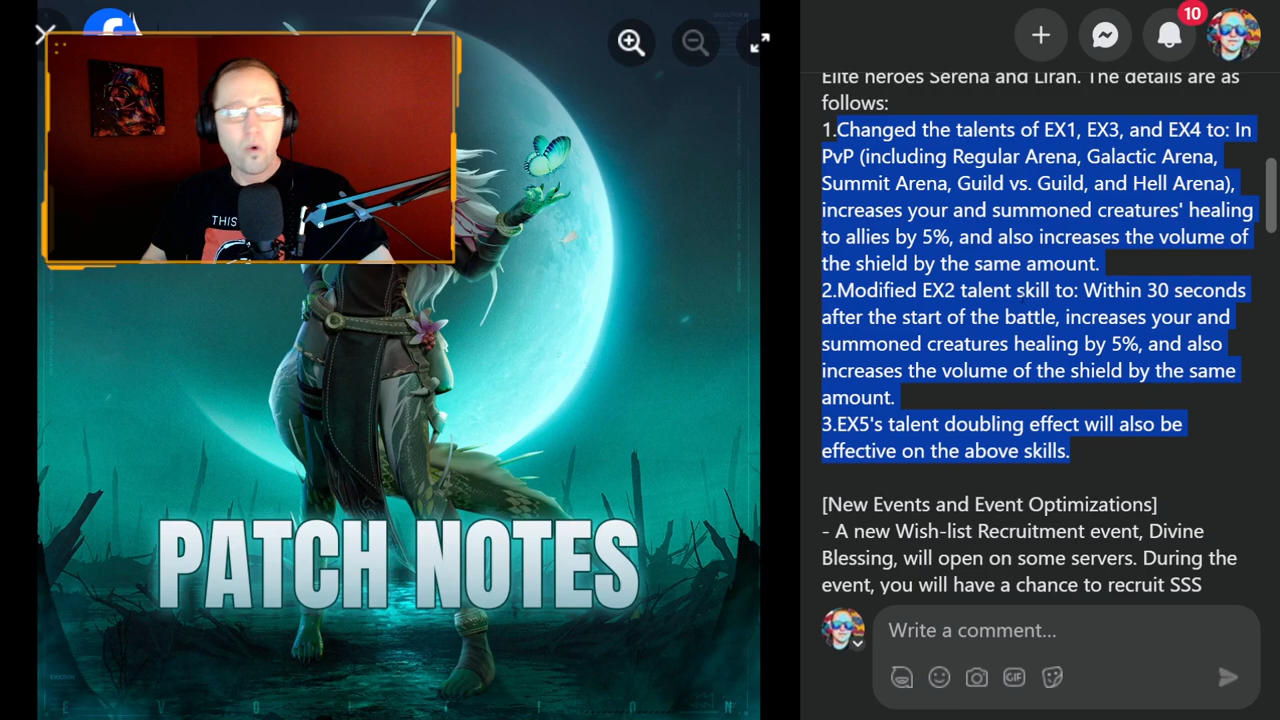 THIS
PATCH NOTES
10
Elite heroes Serena and Liran. The details are as
follows:
1.Changed the talents of EX1, EX3, and EX4 to: In
PvP (including Regular Arena, Galactic Arena,
Summit Arena, Guild vs. Guild, and Hell Arena),
increases your and summoned creatures' healing
to allies by 5%, and also increases the volume of
the shield by the same amount.
2.Modified EX2 talent skill to: Within 30 seconds
after the start of the battle, increases your and
summoned creatures healing by 5%, and also
increases the volume of the shield by the same
amount.
3.EX5's talent doubling effect will also be
effective on the above skills.
[New Events and Event Optimizations]
- A new Wish-list Recruitment event, Divine
Blessing, will open on some servers. During the
event, you will have a chance to recruit SSS
Write a comment...
GIF